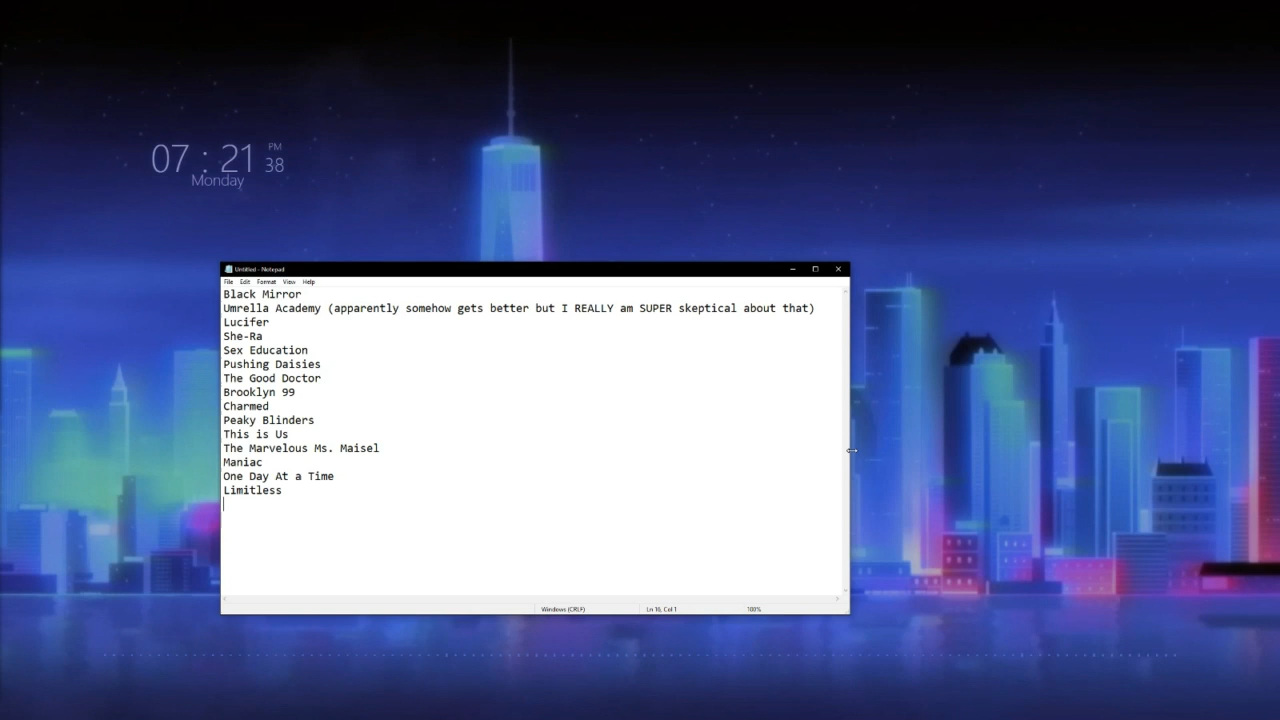 07 : 21 PM 38
Monday
Untitled - Notepad
File Edit Format View Help
Black Mirror
Umrella Academy (apparently somehow gets better but I REALLY am SUPER skeptical about that)
Lucifer
She-Ra
Sex Education
Pushing Daisies
The Good Doctor
Brooklyn 99
Charmed
Peaky Blinders
This is Us
The Marvelous Ms. Maisel
Maniac
One Day At a Time
Limitless
Windows (CRLF) Ln 16, Col 1 100%